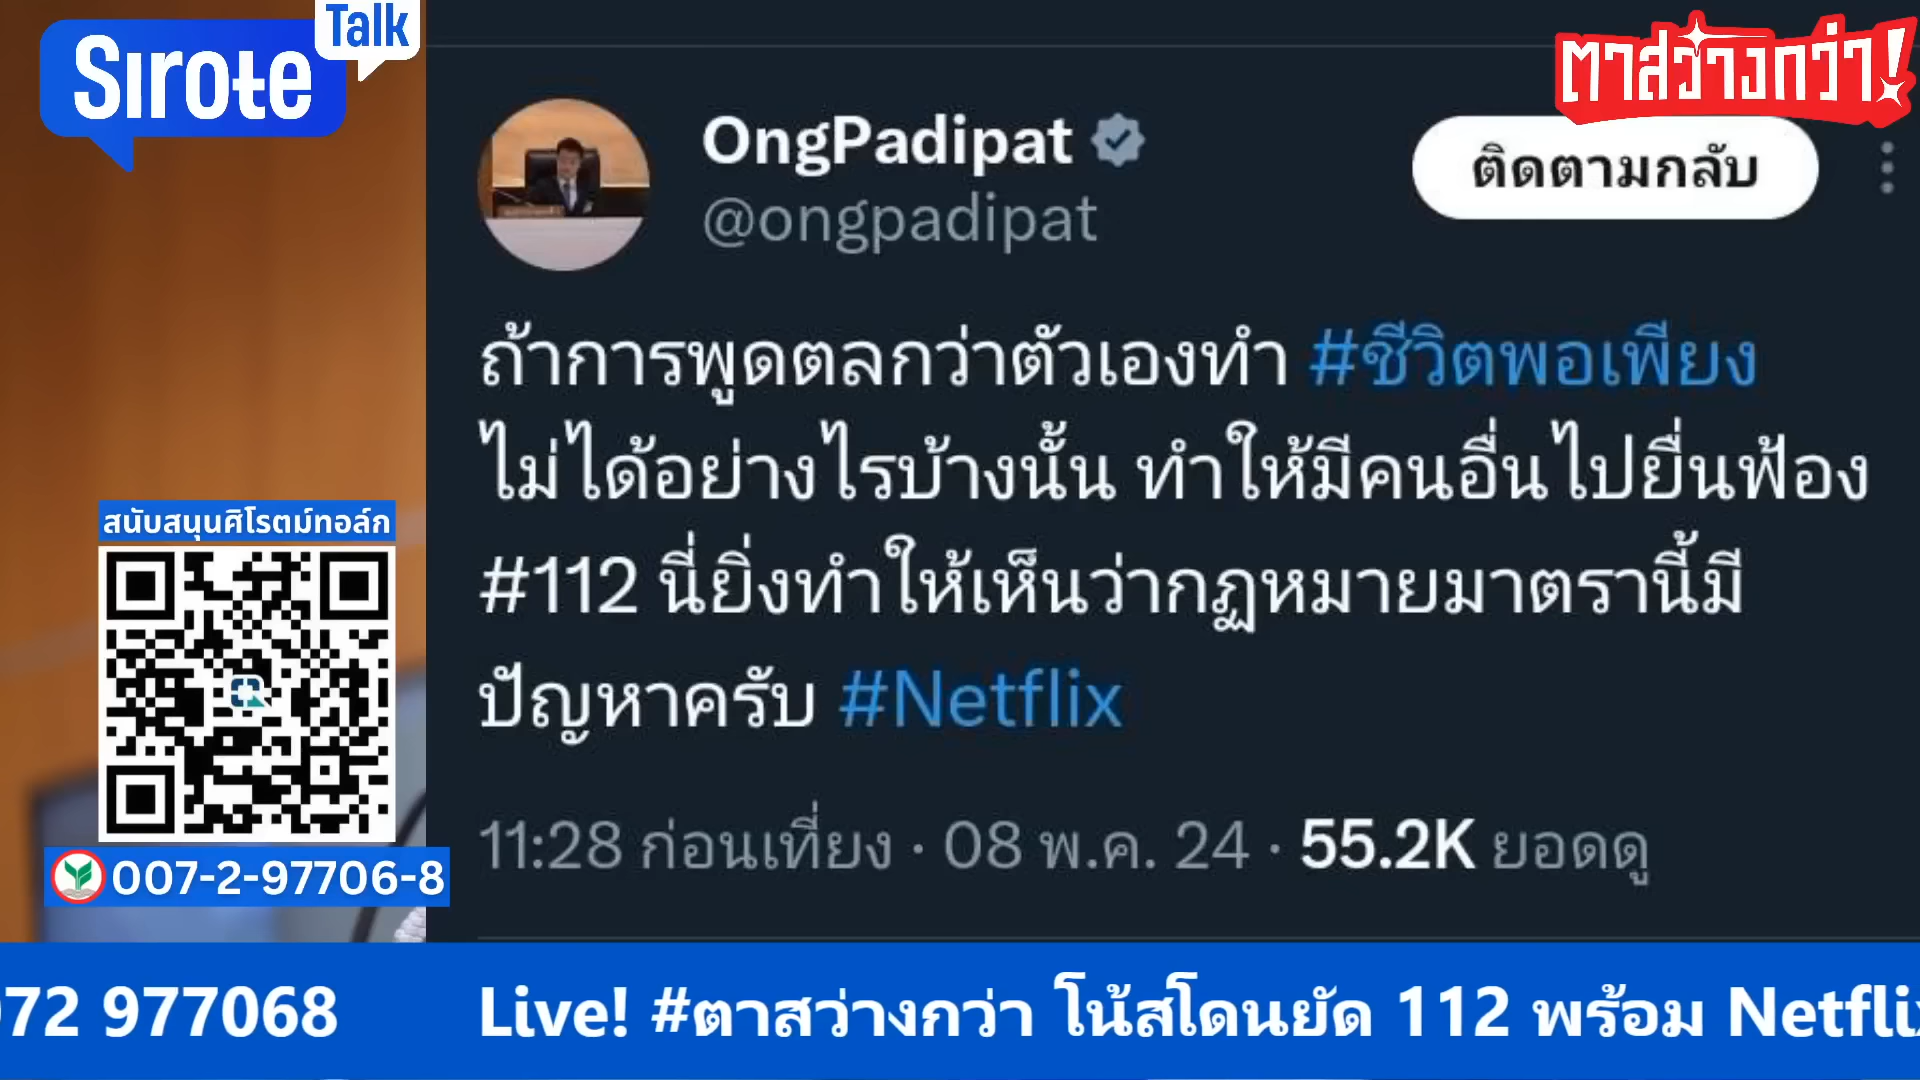 Sirote
Talk
ตาสว่างกว่า!
OngPadipat
@ongpadipat
ติดตามกลับ
ถ้าการพูดตลกว่าตัวเองทำ #ชีวิตพอเพียง
ไม่ได้อย่างไรบ้างนั้น ทำให้มีคนอื่นไปยื่นฟ้อง
#112 นี่ยิ่งทำให้เห็นว่ากฏหมายมาตรานี้มี
ปัญหาครับ #Netflix
11:28 ก่อนเที่ยง · 08 พ.ค. 24 · 55.2K ยอดดู
สนับสนุนศิโรตม์ทอล์ก
007-2-97706-8
072 977068 Live! #ตาสว่างกว่า โน้สโดนยัด 112 พร้อม Netflix